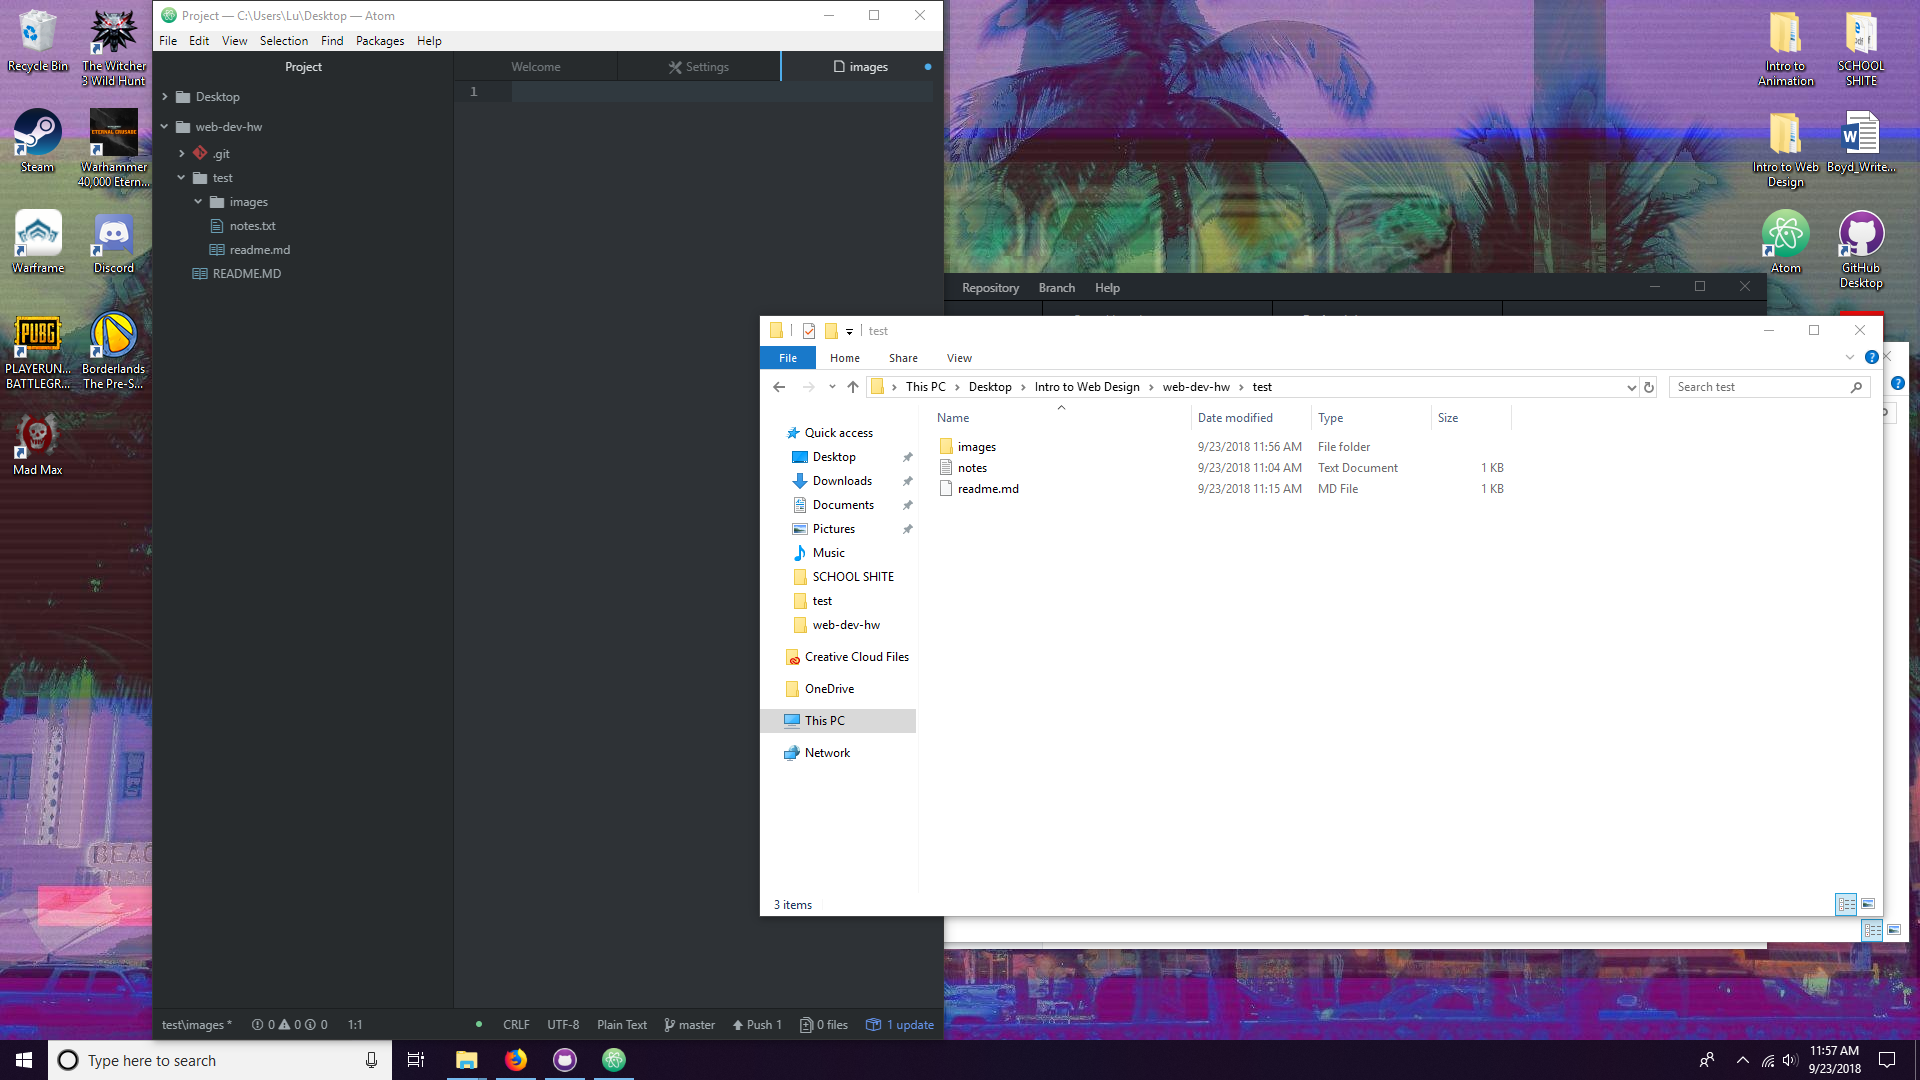 Recycle Bin
The Witcher
3 Wild Hunt
Steam
Warhammer
40,000 Etern...
Warframe
Discord
PLAYERUN...
BATTLEGR...
Borderlands
The Pre-S...
Mad Max
Project — C:\Users\Lu\Desktop — Atom
File Edit View Selection Find Packages Help
Project
Welcome
Settings
images
1
Desktop
web-dev-hw
.git
test
images
notes.txt
readme.md
README.MD
test\images *
0 0 0
1:1
CRLF
UTF-8
Plain Text
master
Push 1
0 files
1 update
Repository Branch Help
test
File Home Share View
This PC > Desktop > Intro to Web Design > web-dev-hw > test
Search test
Name Date modified Type Size
images 9/23/2018 11:56 AM File folder
notes 9/23/2018 11:04 AM Text Document 1 KB
readme.md 9/23/2018 11:15 AM MD File 1 KB
Quick access
Desktop
Downloads
Documents
Pictures
Music
SCHOOL SHITE
test
web-dev-hw
Creative Cloud Files
OneDrive
This PC
Network
3 items
Intro to
Animation
SCHOOL
SHITE
Intro to Web
Design
Boyd_Write...
Atom
GitHub
Desktop
Type here to search
11:57 AM
9/23/2018